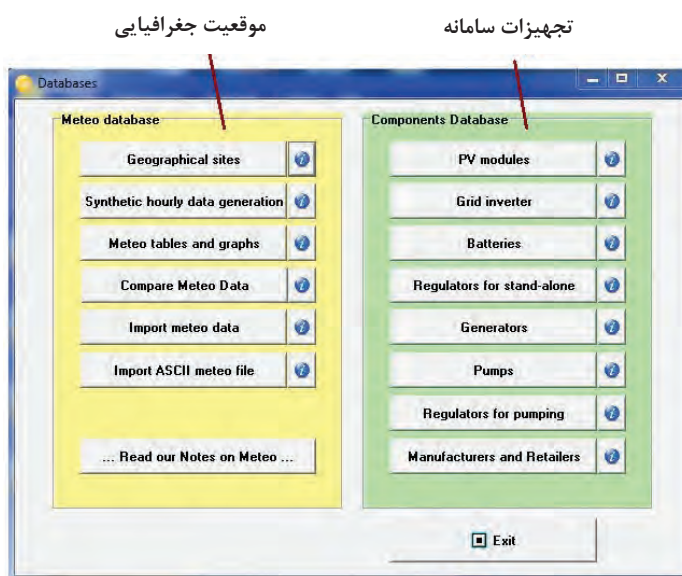 موقعیت جغرافیایی
تجهیزات سامانه
Databases
Meteo database
Geographical sites
Synthetic hourly data generation
Meteo tables and graphs
Compare Meteo Data
Import meteo data
Import ASCII meteo file
... Read our Notes on Meteo ...
Components Database
PV modules
Grid inverter
Batteries
Regulators for stand-alone
Generators
Pumps
Regulators for pumping
Manufacturers and Retailers
Exit